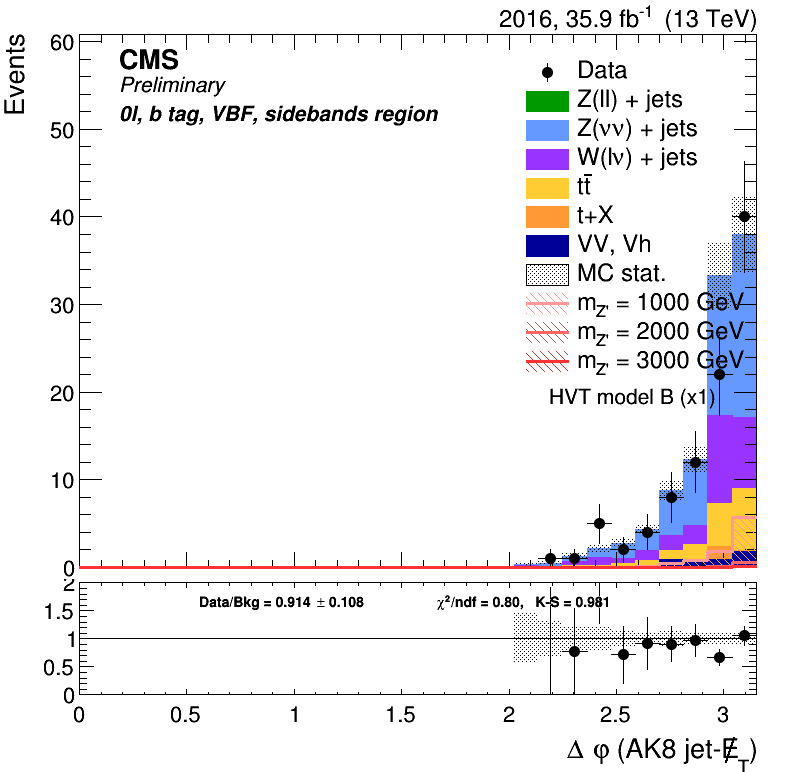 2016, 35.9 fb⁻¹ (13 TeV)
Events
60
50
40
30
20
10
0
CMS
Preliminary
0l, b tag, VBF, sidebands region
Data
Z(ll) + jets
Z(νν) + jets
W(lν) + jets
tt̄
t+X
VV, Vh
MC stat.
m_Z' = 1000 GeV
m_Z' = 2000 GeV
m_Z' = 3000 GeV
HVT model B (x1)
2
1.5
1
0.5
0
Data/Bkg = 0.914 ± 0.108 χ²/ndf = 0.80, K-S = 0.981
0 0.5 1 1.5 2 2.5 3
Δ φ (AK8 jet-E̸_T)